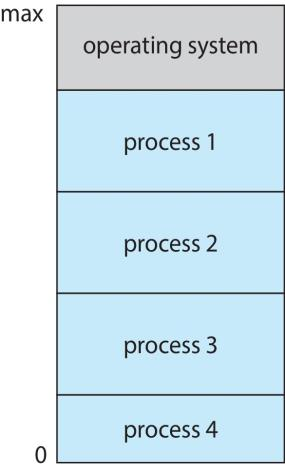 max
operating system
process 1
process 2
process 3
process 4
0